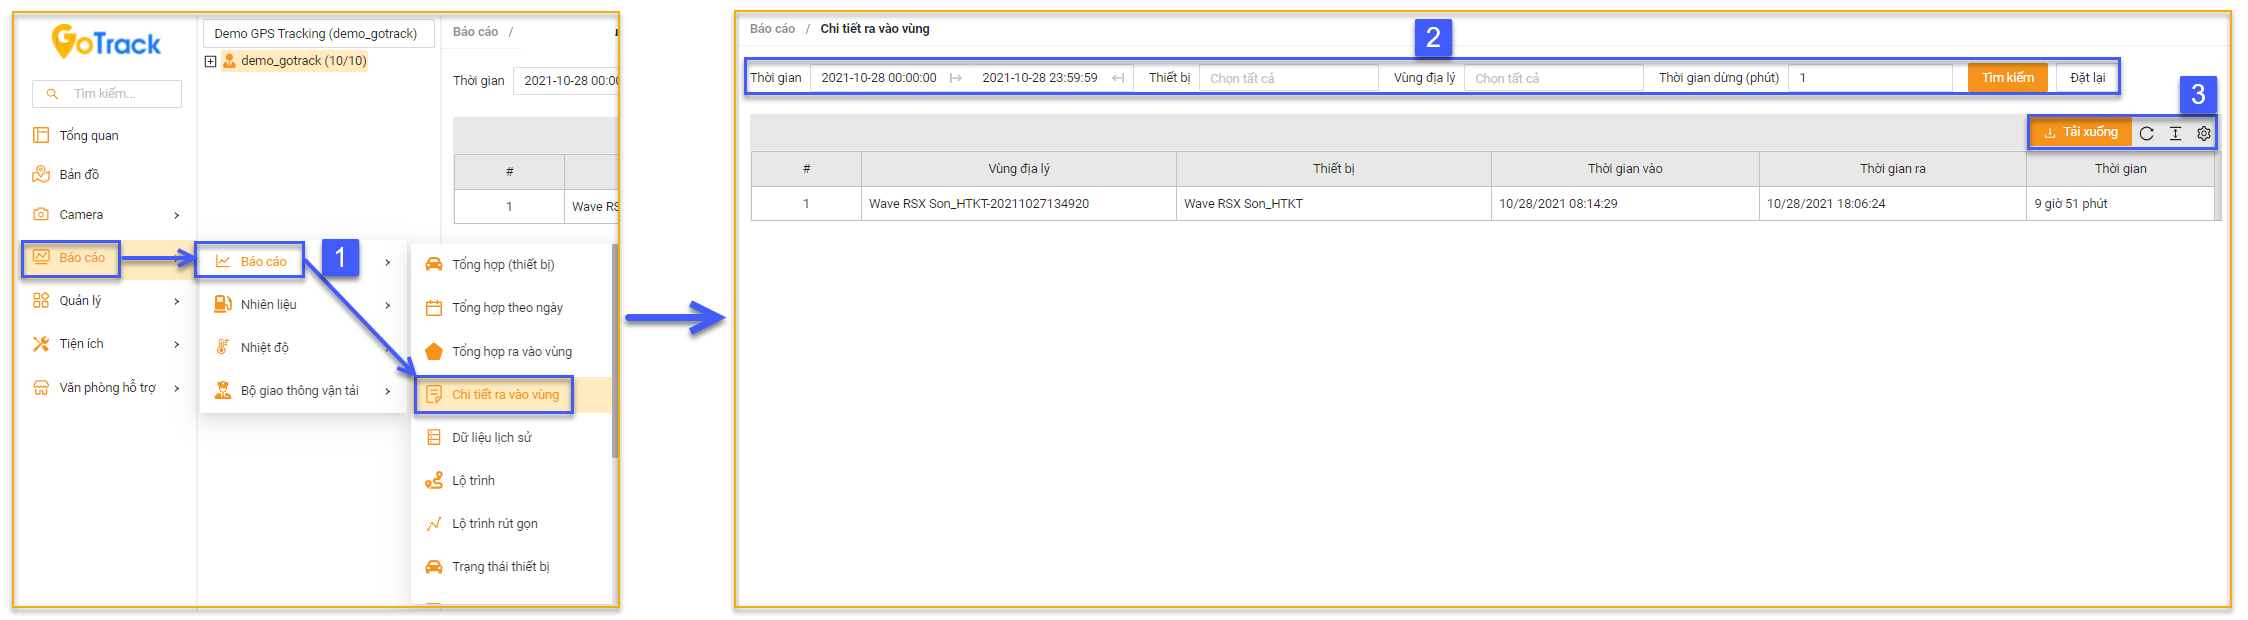 GoTrack
Tìm kiếm...
Tổng quan
Bản đồ
Camera
Báo cáo
Quản lý
Tiện ích
Văn phòng hỗ trợ
Demo GPS Tracking (demo_gotrack)
demo_gotrack (10/10)
Báo cáo /
Thời gian 2021-10-28 00:00
#
1 Wave RS
1
Báo cáo
Nhiên liệu
Nhiệt độ
Bộ giao thông vận tải
Tổng hợp (thiết bị)
Tổng hợp theo ngày
Tổng hợp ra vào vùng
Chi tiết ra vào vùng
Dữ liệu lịch sử
Lộ trình
Lộ trình rút gọn
Trạng thái thiết bị
Báo cáo / Chi tiết ra vào vùng
2
Thời gian 2021-10-28 00:00:00 2021-10-28 23:59:59 Thiết bị Chọn tất cả Vùng địa lý Chọn tất cả Thời gian dừng (phút) 1 Tìm kiếm Đặt lại
3
Tải xuống
# Vùng địa lý Thiết bị Thời gian vào Thời gian ra Thời gian
1 Wave RSX Son_HTKT-20211027134920 Wave RSX Son_HTKT 10/28/2021 08:14:29 10/28/2021 18:06:24 9 giờ 51 phút